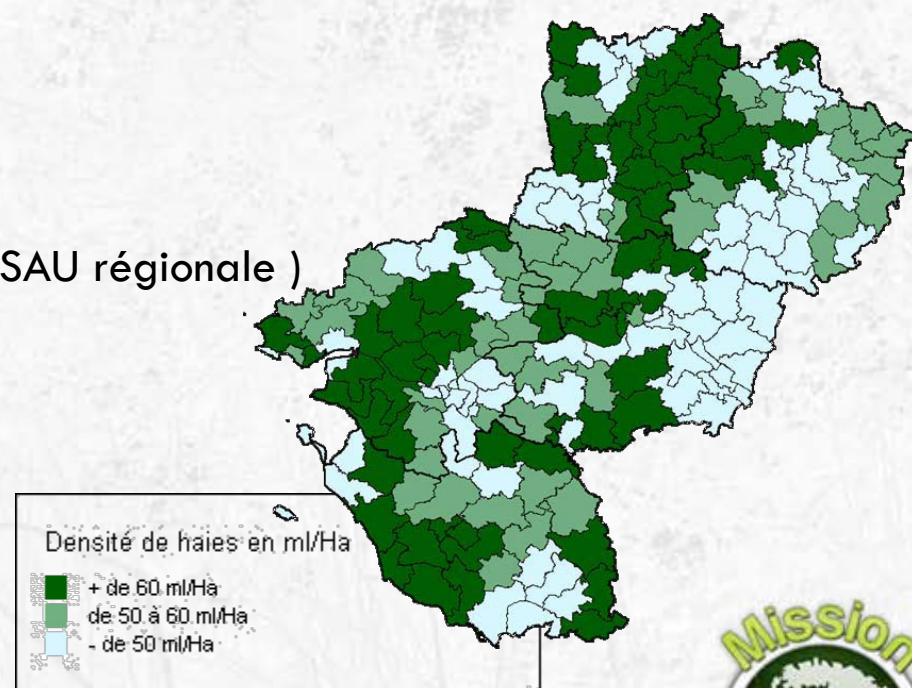 SAU régionale )
Densité de haies en ml/Ha
+ de 60 ml/Ha
de 50 à 60 ml/Ha
- de 50 ml/Ha
Mission